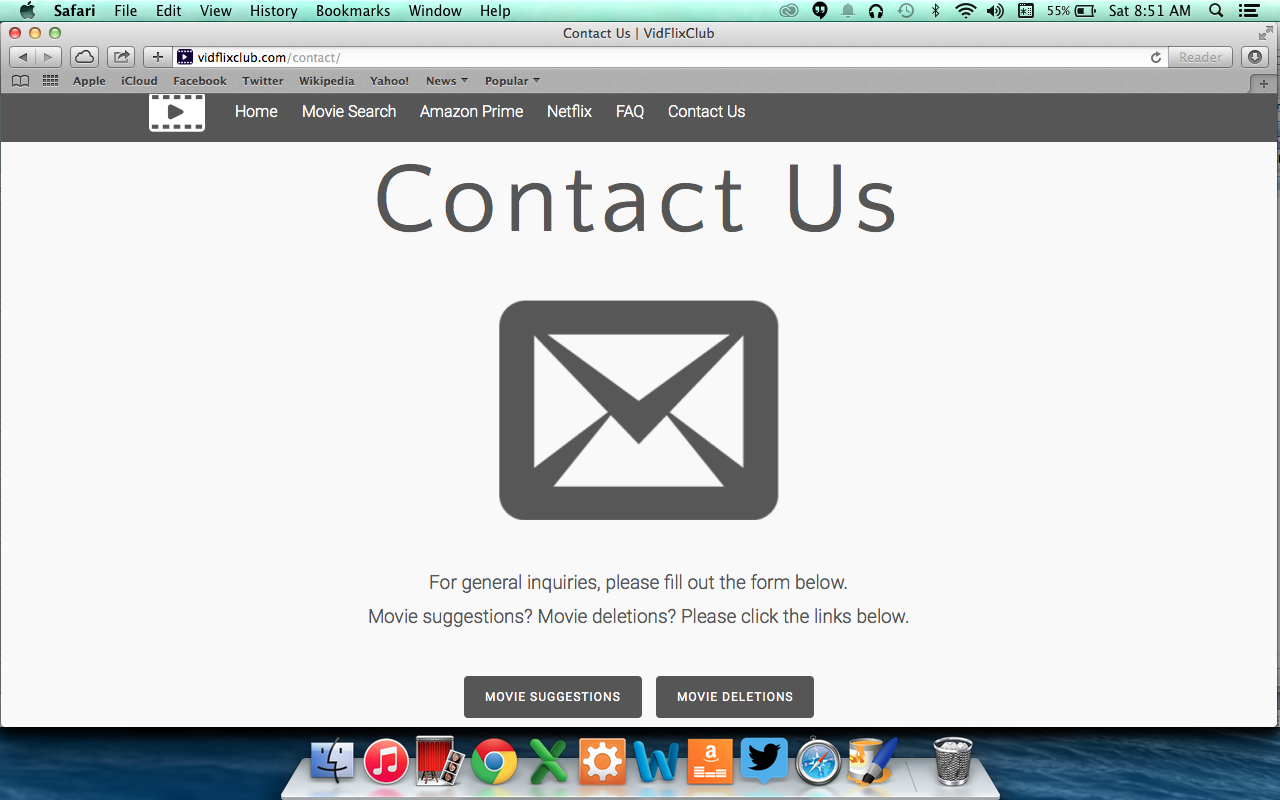 Safari File Edit View History Bookmarks Window Help 55% Sat 8:51 AM
Contact Us | VidFlixClub
vidflixclub.com/contact/ Reader
Apple iCloud Facebook Twitter Wikipedia Yahoo! News Popular
Home Movie Search Amazon Prime Netflix FAQ Contact Us
Contact Us
For general inquiries, please fill out the form below.
Movie suggestions? Movie deletions? Please click the links below.
MOVIE SUGGESTIONS MOVIE DELETIONS